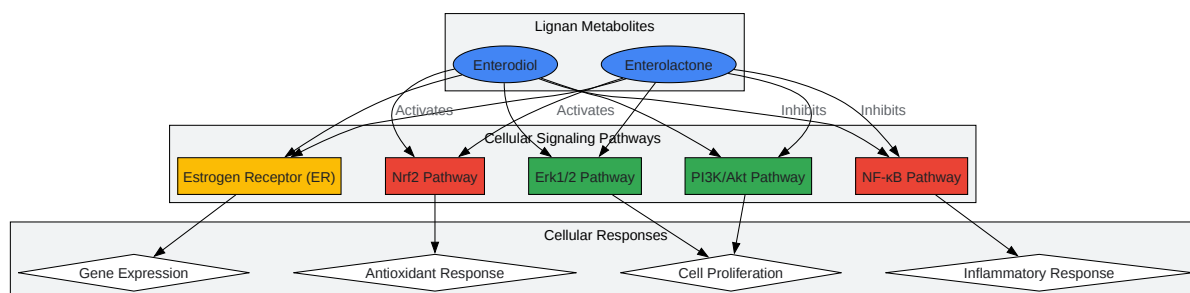 Lignan Metabolites
Enterodiol
Enterolactone
Activates
Activates
Inhibits
Inhibits
Cellular Signaling Pathways
Estrogen Receptor (ER)
Nrf2 Pathway
Erk1/2 Pathway
PI3K/Akt Pathway
NF-κB Pathway
Cellular Responses
Gene Expression
Antioxidant Response
Cell Proliferation
Inflammatory Response